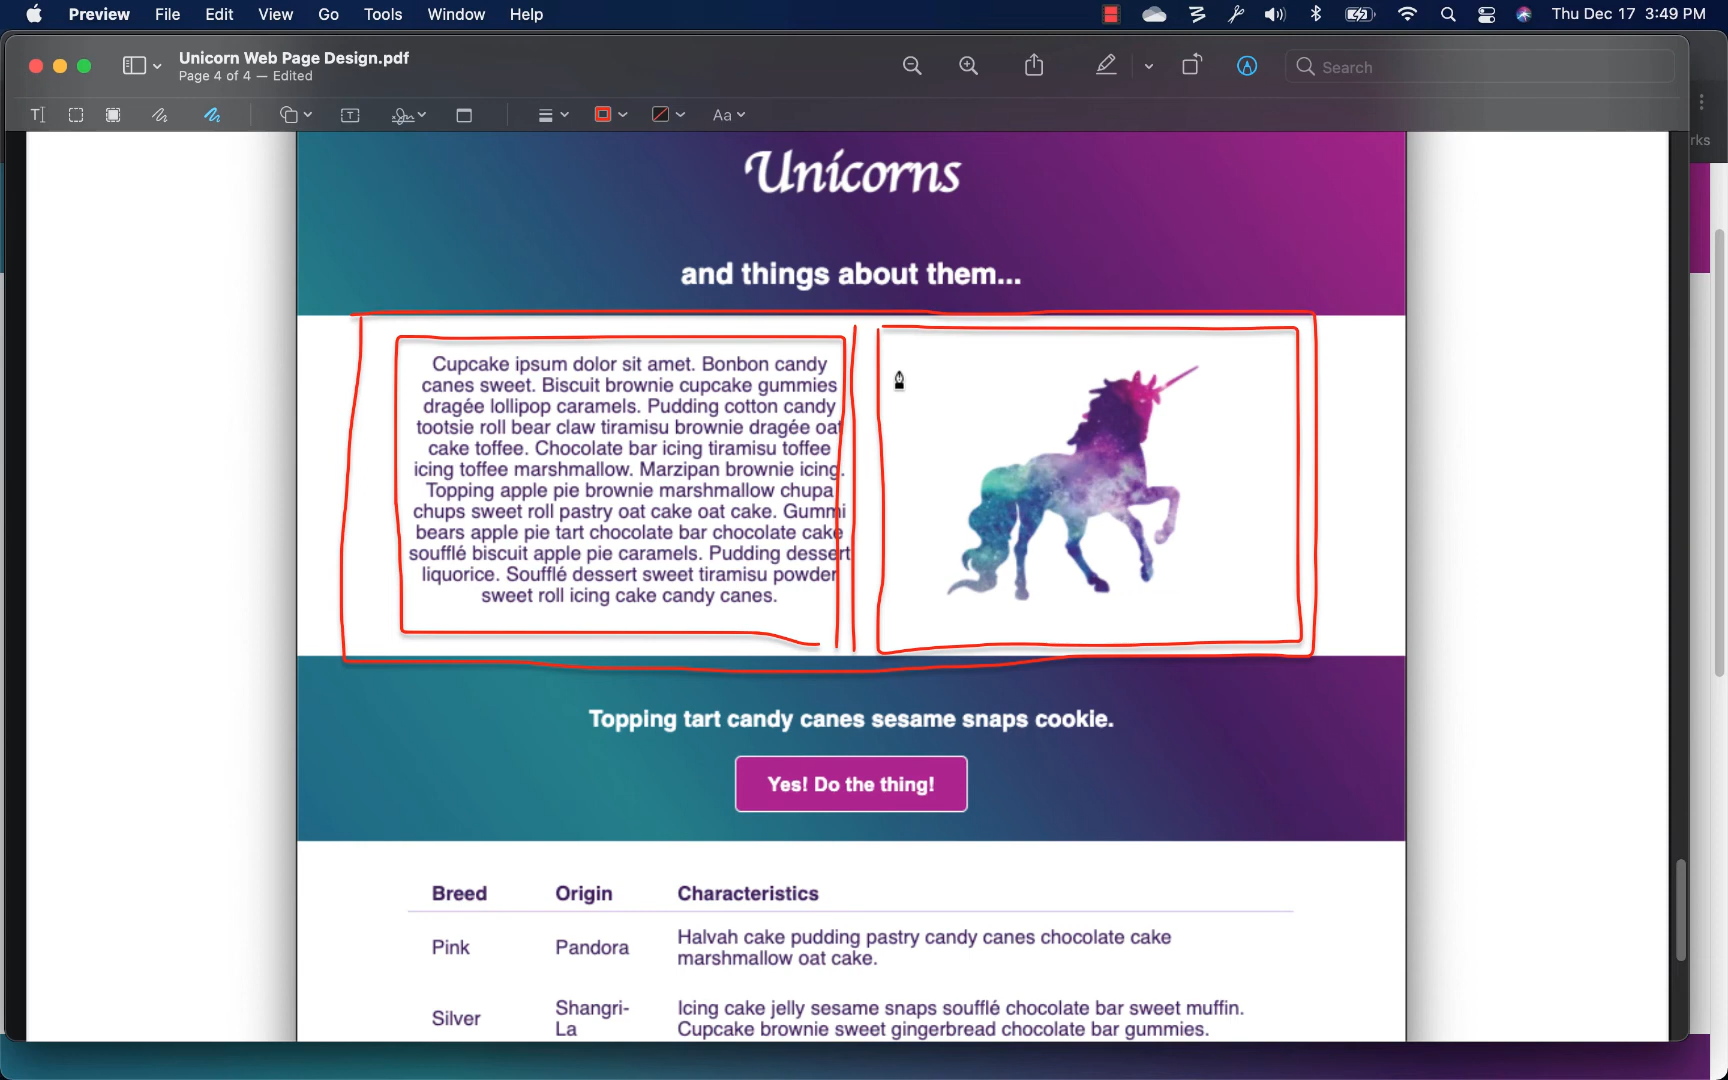 Preview File Edit View Go Tools Window Help Thu Dec 17 3:49 PM
Unicorn Web Page Design.pdf
Page 4 of 4 — Edited
Search
Aa
rks
Unicorns
and things about them...
Cupcake ipsum dolor sit amet. Bonbon candy
canes sweet. Biscuit brownie cupcake gummies
dragée lollipop caramels. Pudding cotton candy
tootsie roll bear claw tiramisu brownie dragée oat
cake toffee. Chocolate bar icing tiramisu toffee
icing toffee marshmallow. Marzipan brownie icing.
Topping apple pie brownie marshmallow chupa
chups sweet roll pastry oat cake oat cake. Gummi
bears apple pie tart chocolate bar chocolate cake
soufflé biscuit apple pie caramels. Pudding dessert
liquorice. Soufflé dessert sweet tiramisu powder
sweet roll icing cake candy canes.
Topping tart candy canes sesame snaps cookie.
Yes! Do the thing!
Breed Origin Characteristics
Pink Pandora Halvah cake pudding pastry candy canes chocolate cake
marshmallow oat cake.
Silver Shangri-La Icing cake jelly sesame snaps soufflé chocolate bar sweet muffin.
Cupcake brownie sweet gingerbread chocolate bar gummies.